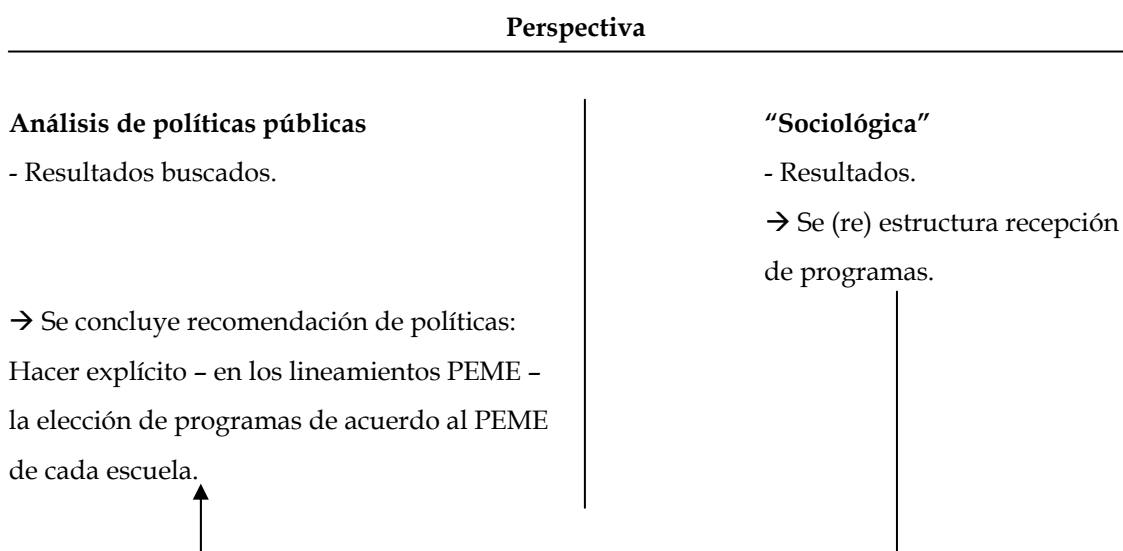 Perspectiva
Análisis de políticas públicas
- Resultados buscados.
→ Se concluye recomendación de políticas:
Hacer explícito – en los lineamientos PEME –
la elección de programas de acuerdo al PEME
de cada escuela.
“Sociológica”
- Resultados.
→ Se (re) estructura recepción
de programas.